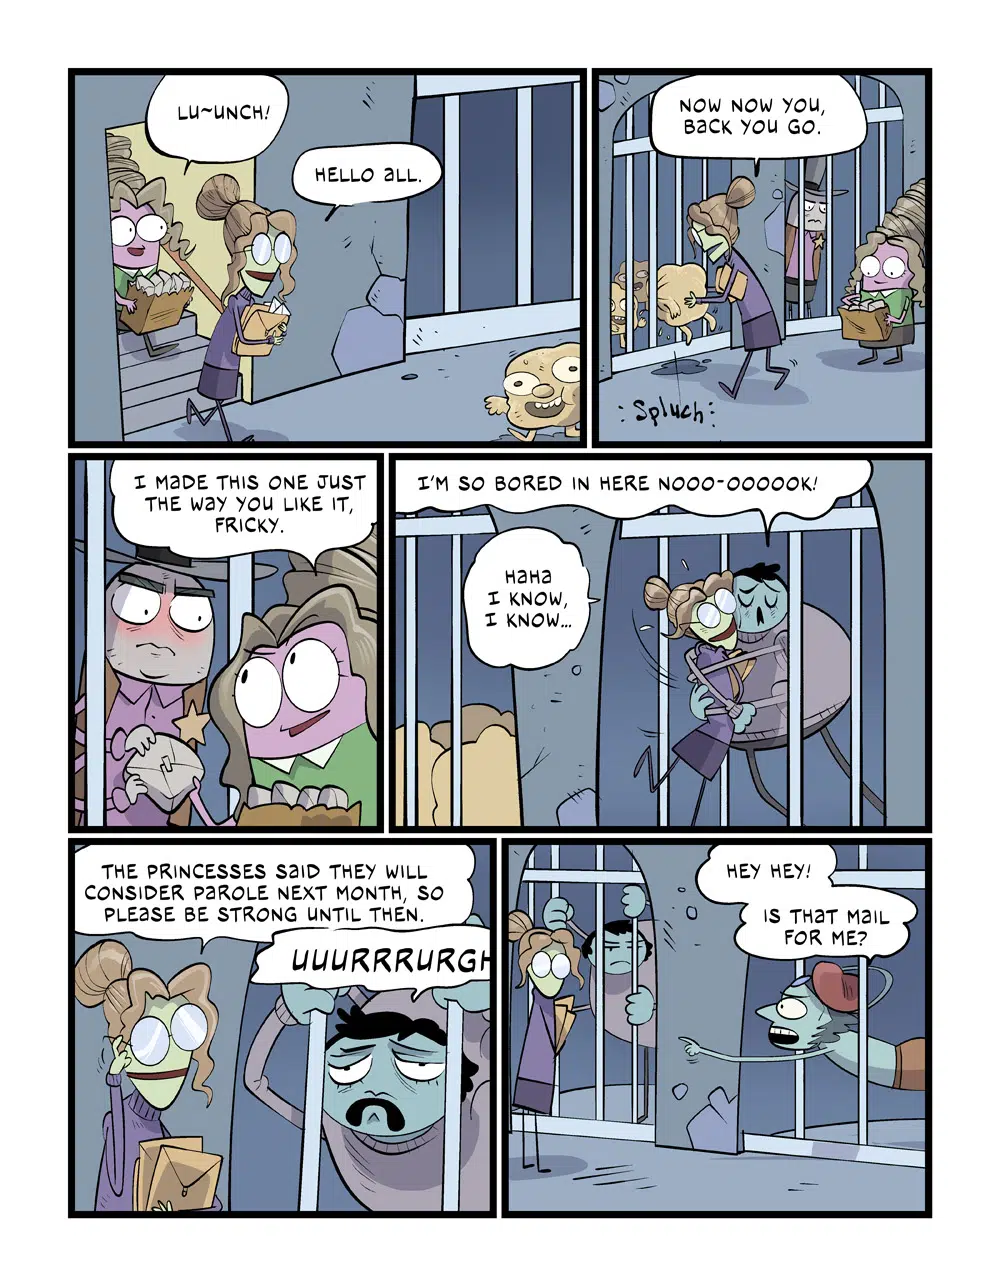 LU~UNCH!
HELLO ALL.
NOW NOW YOU,
BACK YOU GO.
:Spluch:
I MADE THIS ONE JUST
THE WAY YOU LIKE IT,
FRICKY.
I'M SO BORED IN HERE NOOO-OOOOOK!
HAHA
I KNOW,
I KNOW...
THE PRINCESSES SAID THEY WILL
CONSIDER PAROLE NEXT MONTH, SO
PLEASE BE STRONG UNTIL THEN.
UUURRRURGH
HEY HEY!
IS THAT MAIL
FOR ME?